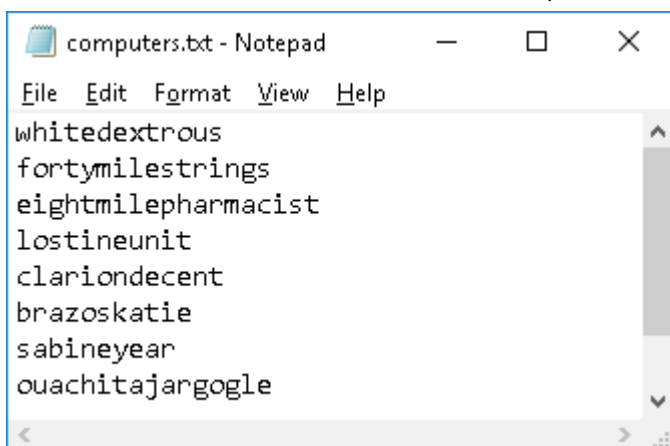 computers.txt - Notepad
File Edit Format View Help
whitedextrous
fortymilestrings
eightmilepharmacist
lostineunit
clariondecent
brazoskatie
sabineyear
ouachitajargogle